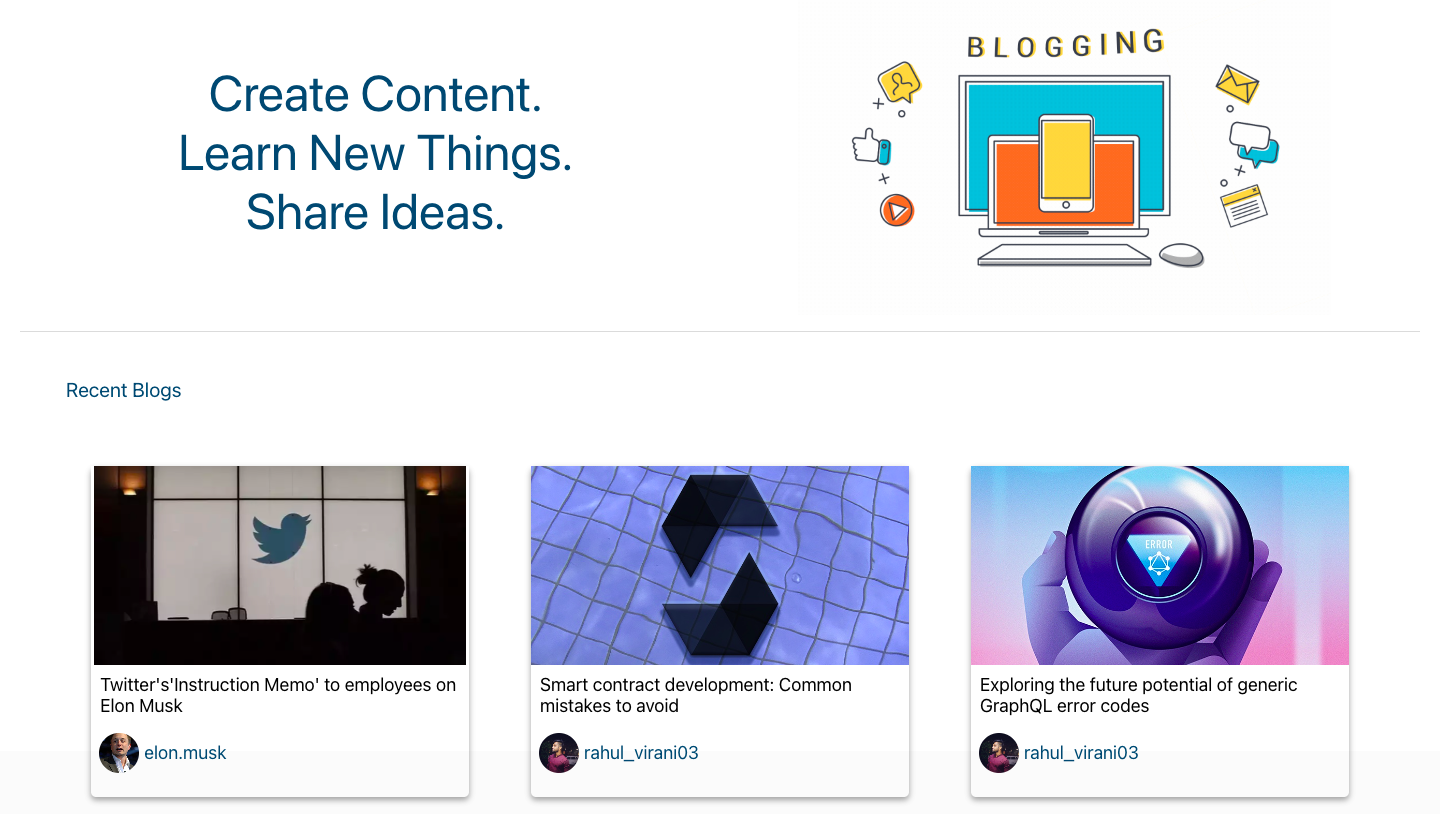 Create Content.
Learn New Things.
Share Ideas.
BLOGGING
Recent Blogs
Twitter's'Instruction Memo' to employees on
Elon Musk
elon.musk
Smart contract development: Common
mistakes to avoid
rahul_virani03
ERROR
Exploring the future potential of generic
GraphQL error codes
rahul_virani03